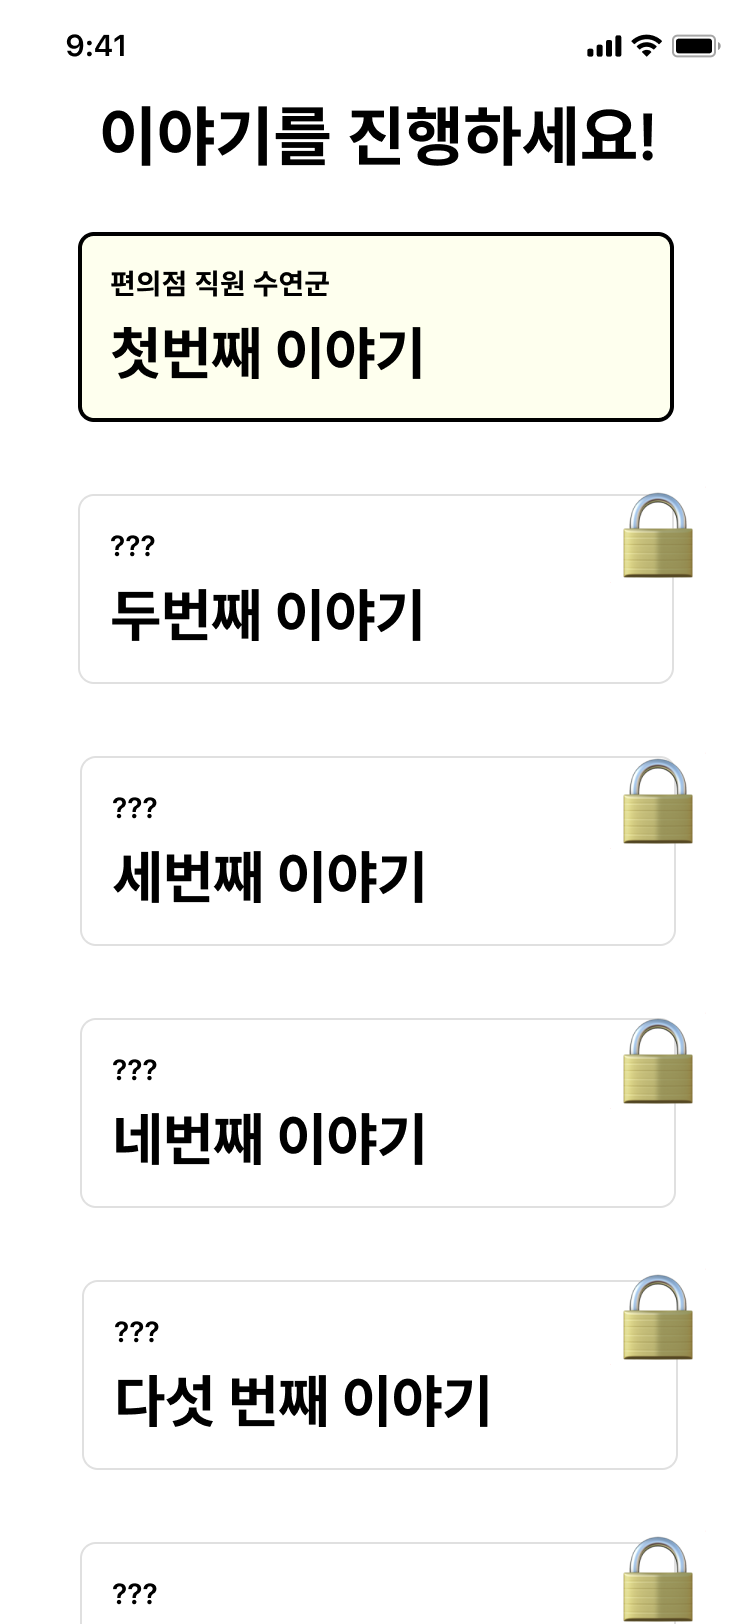 9:41
이야기를 진행하세요!
편의점 직원 수연군
첫번째 이야기
???
두번째 이야기
???
세번째 이야기
???
네번째 이야기
???
다섯 번째 이야기
???